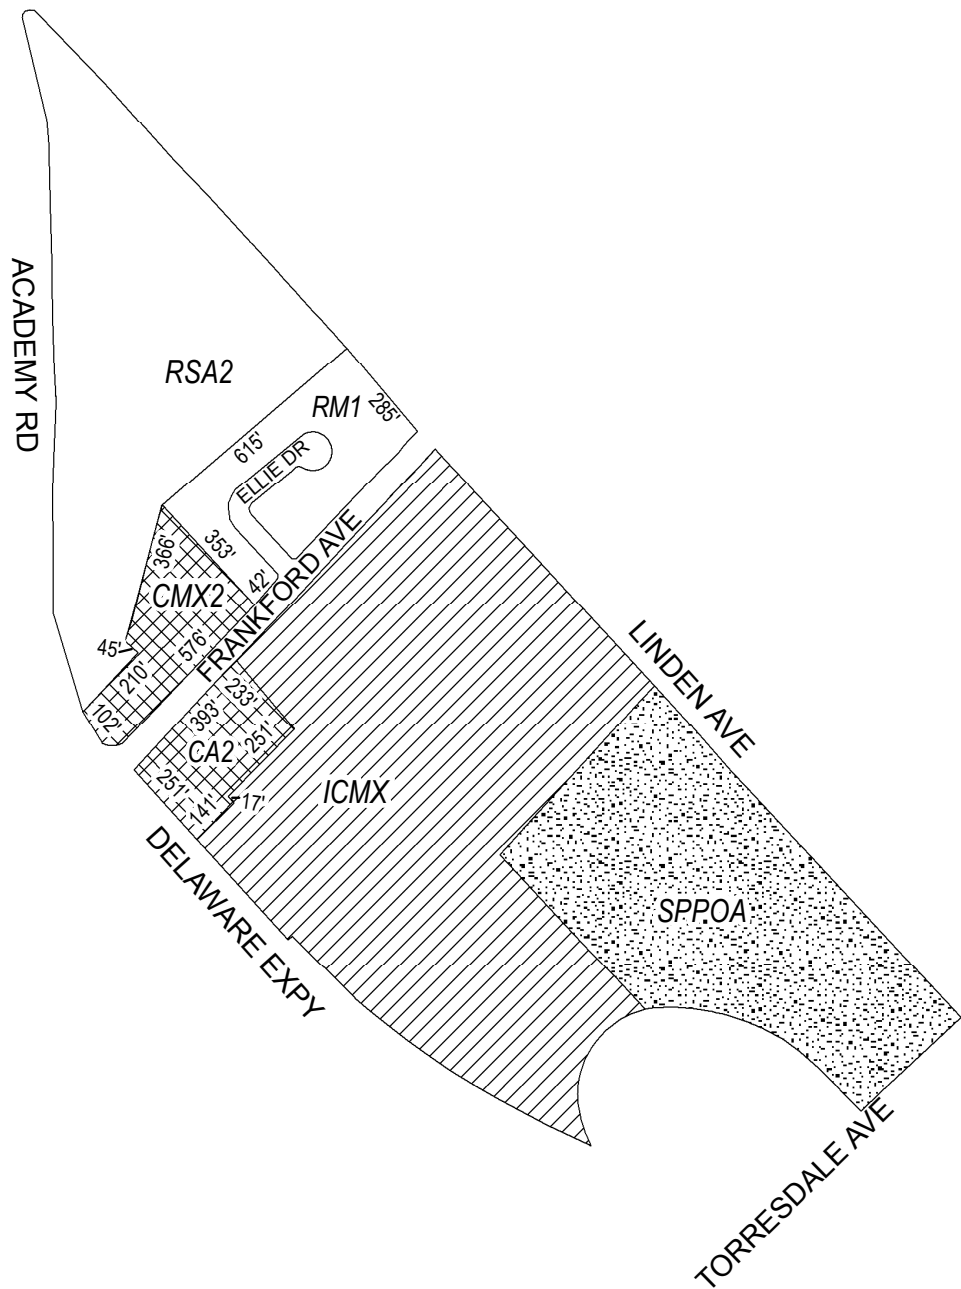 ACADEMY RD
RSA2
RM1
285'
615'
ELLIE DR
353'
366'
42'
FRANKFORD AVE
CMX2
576'
45'
210'
102'
LINDEN AVE
233'
393'
251'
CA2
251'
141'
17'
ICMX
DELAWARE EXPY
SPPOA
TORRESDALE AVE